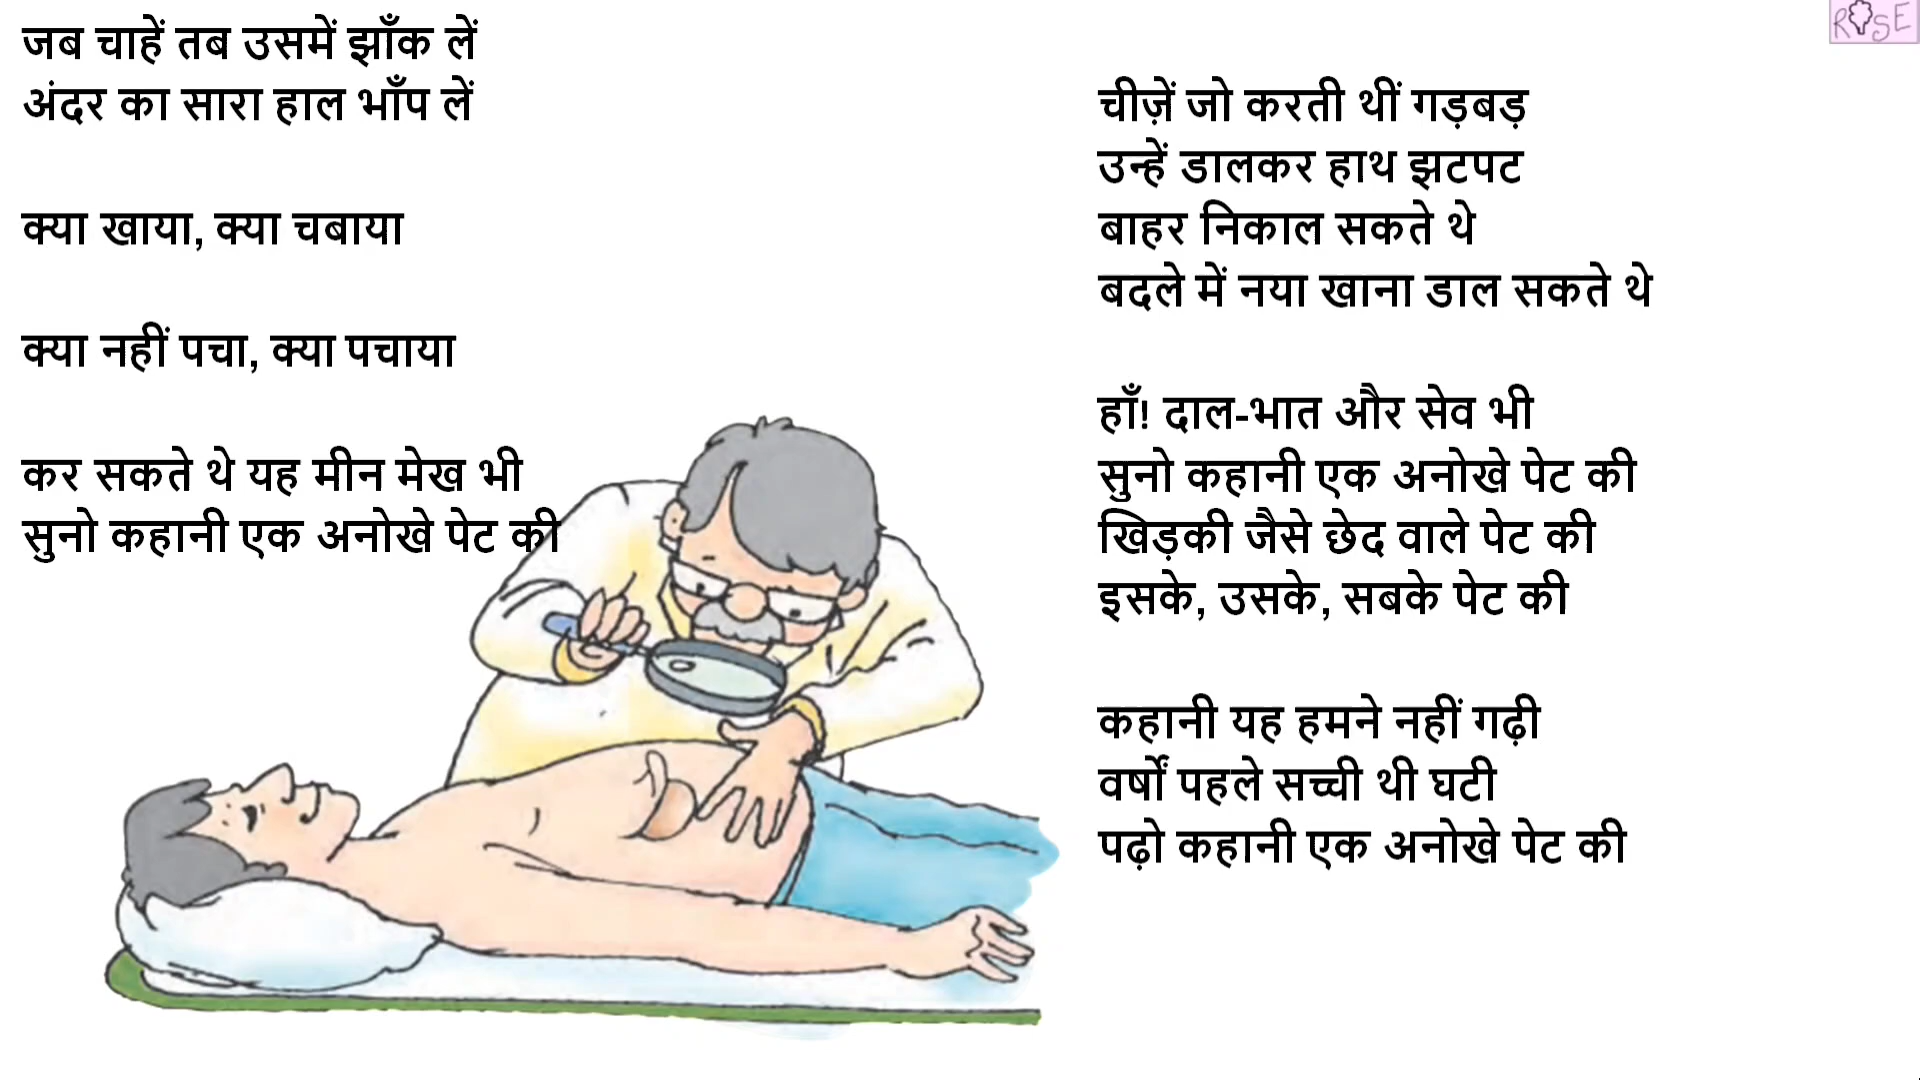 जब चाहें तब उसमें झाँक लें
अंदर का सारा हाल भाँप लें
क्या खाया, क्या चबाया
क्या नहीं पचा, क्या पचाया
कर सकते थे यह मीन मेख भी
सुनो कहानी एक अनोखे पेट की
चीज़ें जो करती थीं गड़बड़
उन्हें डालकर हाथ झटपट
बाहर निकाल सकते थे
बदले में नया खाना डाल सकते थे
हाँ! दाल-भात और सेव भी
सुनो कहानी एक अनोखे पेट की
खिड़की जैसे छेद वाले पेट की
इसके, उसके, सबके पेट की
कहानी यह हमने नहीं गढ़ी
वर्षों पहले सच्ची थी घटी
पढ़ो कहानी एक अनोखे पेट की
ROSE